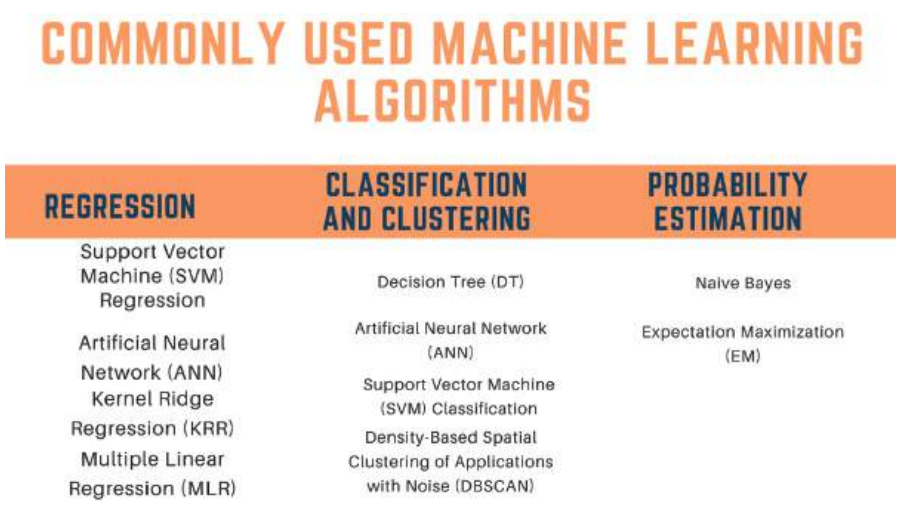 COMMONLY USED MACHINE LEARNING
ALGORITHMS
REGRESSION
Support Vector
Machine (SVM)
Regression
Artificial Neural
Network (ANN)
Kernel Ridge
Regression (KRR)
Multiple Linear
Regression (MLR)
CLASSIFICATION
AND CLUSTERING
Decision Tree (DT)
Artificial Neural Network
(ANN)
Support Vector Machine
(SVM) Classification
Density-Based Spatial
Clustering of Applications
with Noise (DBSCAN)
PROBABILITY
ESTIMATION
Naive Bayes
Expectation Maximization
(EM)